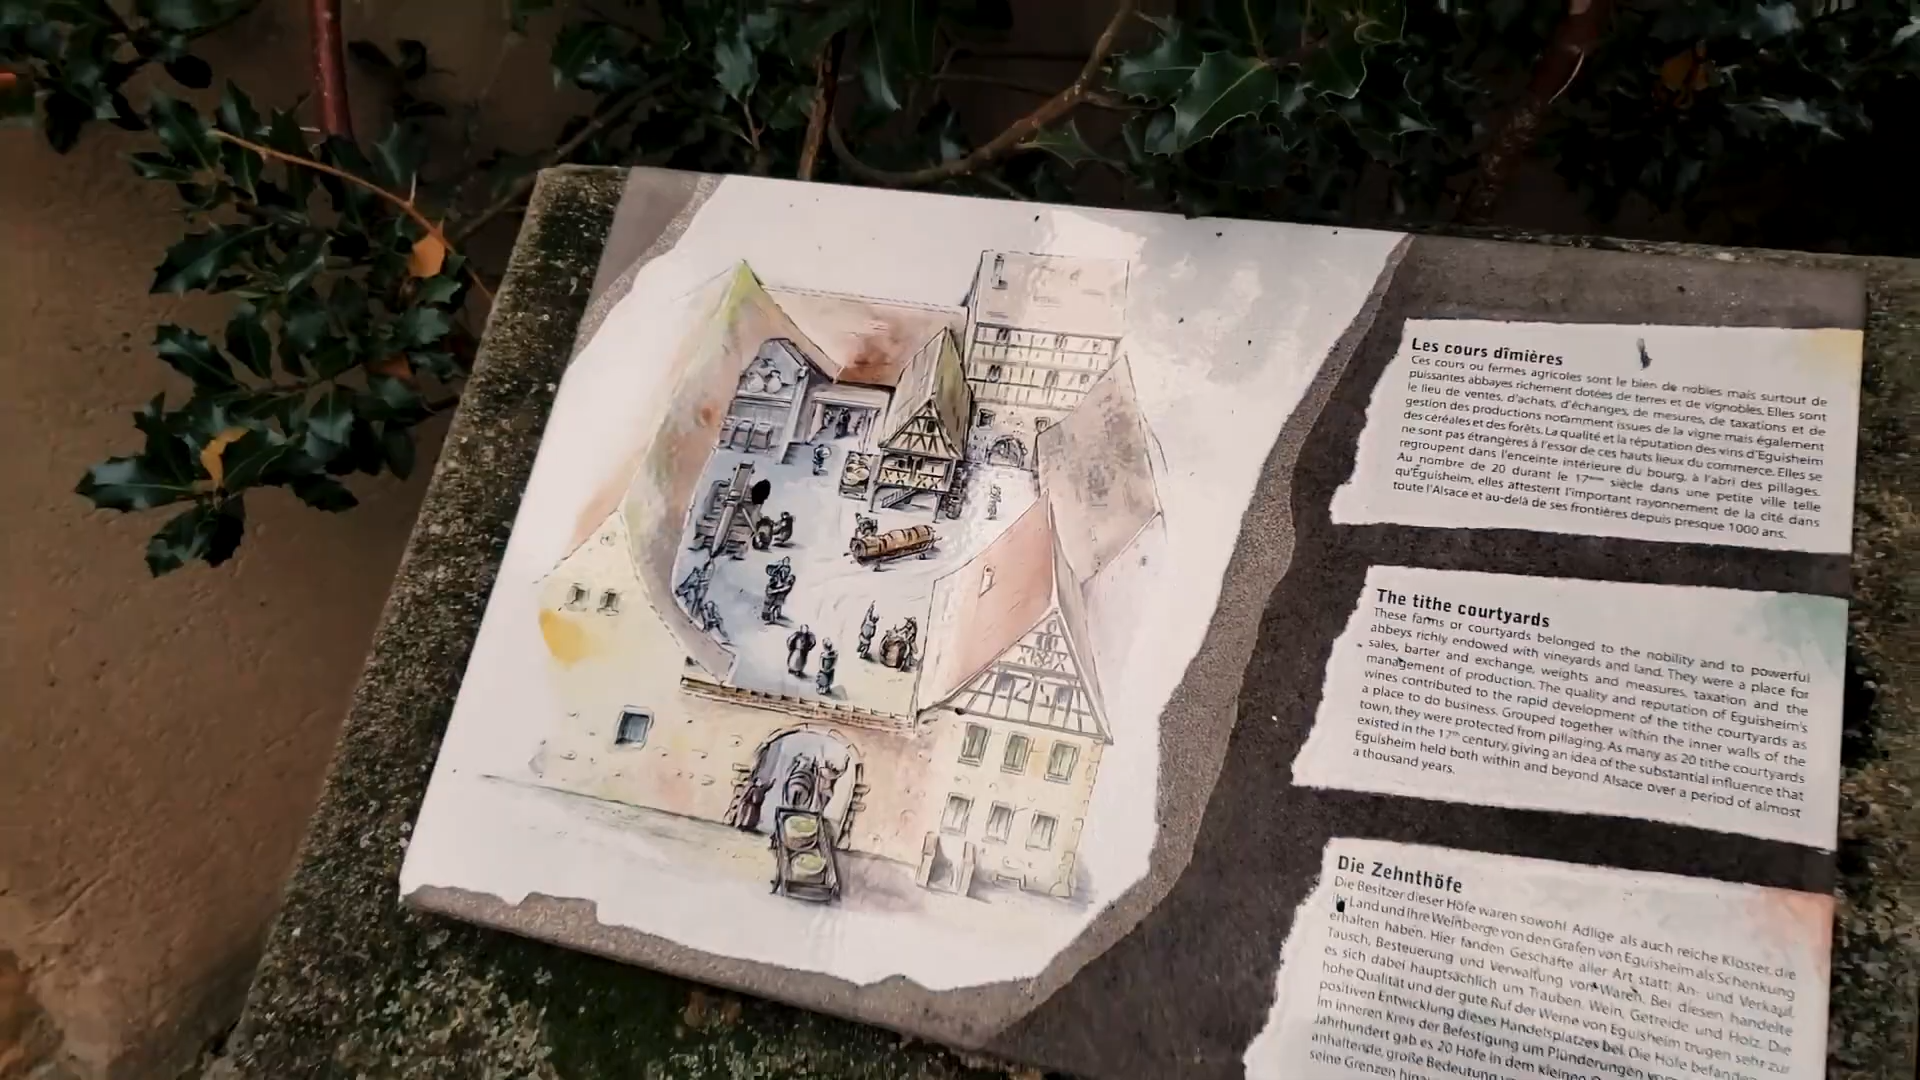 Les cours dîmières
Ces cours ou fermes agricoles sont le bien de nobles mais surtout de
puissantes abbayes richement dotées de terres et de vignobles. Elles sont
le lieu de ventes, d'achats, d'échanges, de mesures, de taxations et de
gestion des productions notamment issues de la vigne mais également
des céréales et des forêts. La qualité et la réputation des vins d'Eguisheim
ne sont pas étrangères à l'essor de ces hauts lieux du commerce. Elles se
regroupent dans l'enceinte intérieure du bourg, à l'abri des pillages.
Au nombre de 20 durant le 17ème siècle dans une petite ville telle
qu'Eguisheim, elles attestent l'important rayonnement de la cité dans
toute l'Alsace et au-delà de ses frontières depuis presque 1000 ans.
The tithe courtyards
These farms or courtyards belonged to the nobility and to powerful
abbeys richly endowed with vineyards and land. They were a place for
sales, barter and exchange, weights and measures, taxation and the
management of production. The quality and reputation of Eguisheim's
wines contributed to the rapid development of the tithe courtyards as
a place to do business. Grouped together within the inner walls of the
town, they were protected from pillaging. As many as 20 tithe courtyards
existed in the 17th century, giving an idea of the substantial influence that
Eguisheim held both within and beyond Alsace over a period of almost
a thousand years.
Die Zehnthöfe
Die Besitzer dieser Höfe waren sowohl Adlige als auch reiche Klöster, die
ihr Land und ihre Weinberge von den Grafen von Eguisheim als Schenkung
erhalten haben. Hier fanden Geschäfte aller Art statt: An- und Verkauf,
Tausch, Besteuerung und Verwaltung von Waren. Bei diesen handelte
es sich dabei hauptsächlich um Trauben, Wein, Getreide und Holz. Die
hohe Qualität und der gute Ruf der Weine von Eguisheim trugen sehr zur
positiven Entwicklung dieses Handelsplatzes bei. Die Höfe befanden
im inneren Kreis der Befestigung um Plünderungen
Jahrhundert gab es 20 Höfe in dem kleinen
anhaltende, große Bedeutung
seine Grenzen